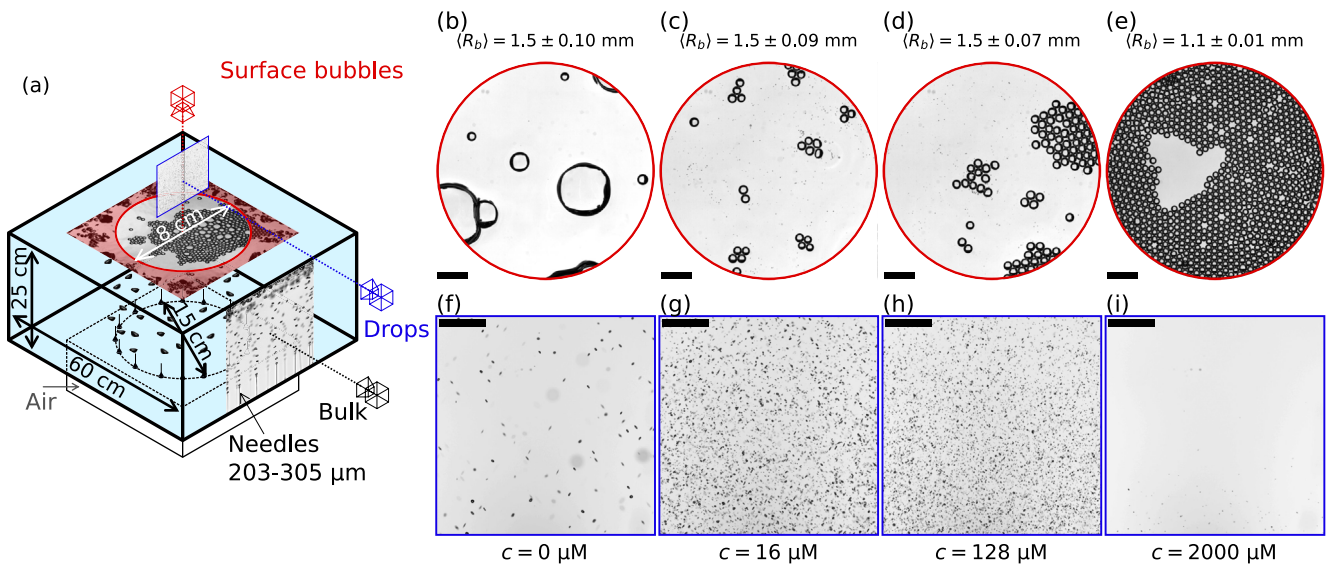 (a)
Surface bubbles
8 cm
25 cm
15 cm
60 cm
Air
Needles
203-305 μm
Bulk
Drops
(b)
⟨R_b⟩ = 1.5 ± 0.10 mm
(c)
⟨R_b⟩ = 1.5 ± 0.09 mm
(d)
⟨R_b⟩ = 1.5 ± 0.07 mm
(e)
⟨R_b⟩ = 1.1 ± 0.01 mm
(f)
(g)
(h)
(i)
c = 0 μM
c = 16 μM
c = 128 μM
c = 2000 μM